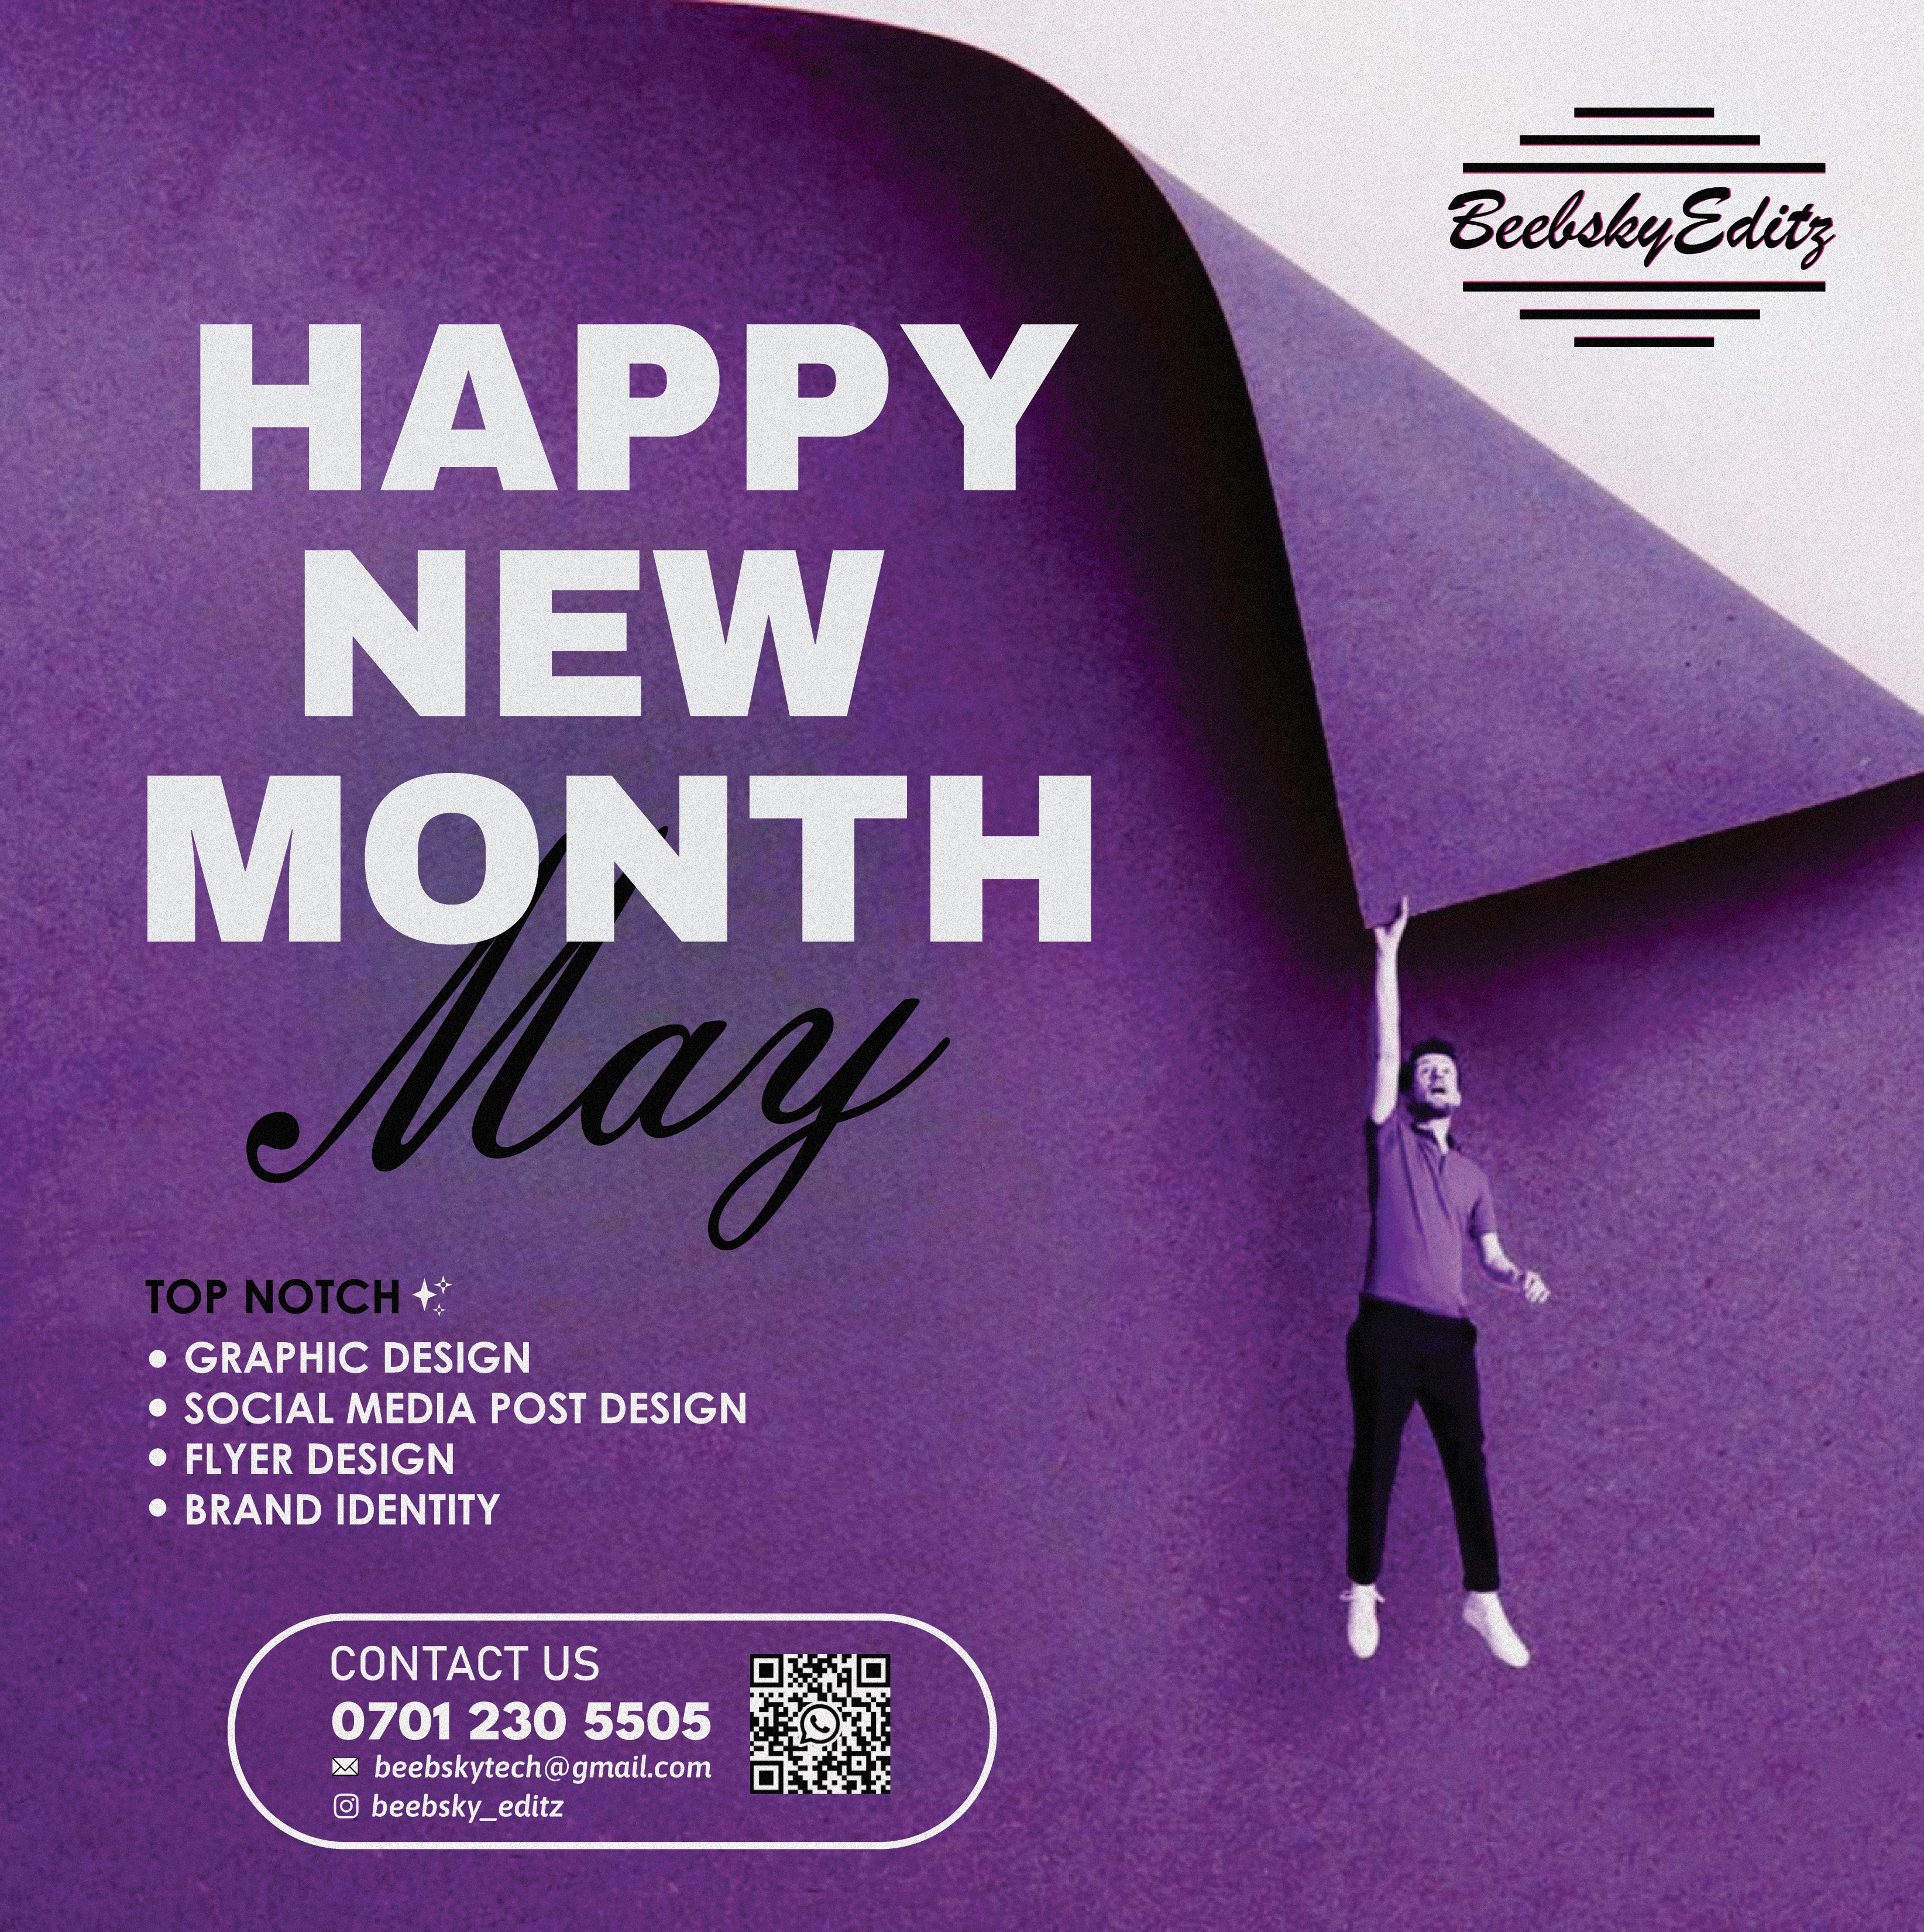 BeebskyEditz
HAPPY
NEW
MONTH
May
TOP NOTCH
• GRAPHIC DESIGN
• SOCIAL MEDIA POST DESIGN
• FLYER DESIGN
• BRAND IDENTITY
CONTACT US
0701 230 5505
beebskytech@gmail.com
beebsky_editz